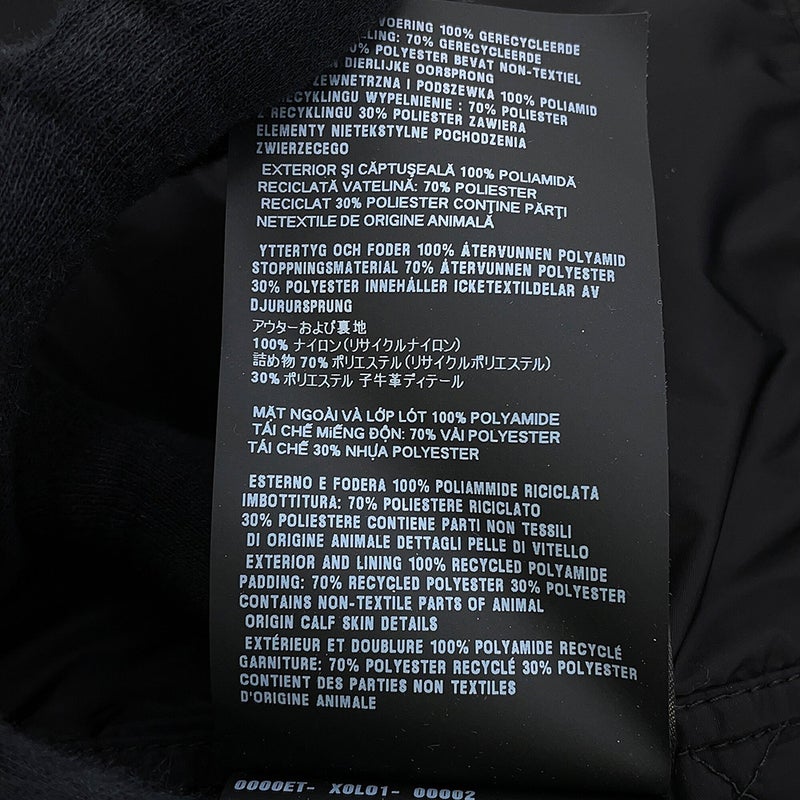 VOERING 100% GERECYCLEERDE
70% GERECYCLEERDE
30% POLYESTER BEVAT NON-TEXTIEL
DIERLIJKE OORSPRONG
ZEWNETRZNA I PODSZEWKA 100% POLIAMID
RECYKLINGU WYPEŁNIENIE : 70% POLIESTER
Z RECYKLINGU 30% POLIESTER ZAWIERA
ELEMENTY NIETEKSTYLNE POCHODZENIA
ZWIERZECEGO
EXTERIOR ŞI CĂPTUŞEALĂ 100% POLIAMIDĂ
RECICLATĂ VATELINĂ: 70% POLIESTER
RECICLAT 30% POLIESTER CONŢINE PĂRŢI
NETEXTILE DE ORIGINE ANIMALĂ
YTTERTYG OCH FODER 100% ÅTERVUNNEN POLYAMID
STOPPNINGSMATERIAL 70% ÅTERVUNNEN POLYESTER
30% POLYESTER INNEHÅLLER ICKETEXTILDELAR AV
DJURURSPRUNG
アウターおよび裏地
100% ナイロン(リサイクルナイロン)
詰め物 70% ポリエステル(リサイクルポリエステル)
30% ポリエステル 子牛革ディテール
MẶT NGOÀI VÀ LỚP LÓT 100% POLYAMIDE
TÁI CHẾ MIẾNG ĐỘN: 70% VẢI POLYESTER
TÁI CHẾ 30% NHỰA POLYESTER
ESTERNO E FODERA 100% POLIAMMIDE RICICLATA
IMBOTTITURA: 70% POLIESTERE RICICLATO
30% POLIESTERE CONTIENE PARTI NON TESSILI
DI ORIGINE ANIMALE DETTAGLI PELLE DI VITELLO
EXTERIOR AND LINING 100% RECYCLED POLYAMIDE
PADDING: 70% RECYCLED POLYESTER 30% POLYESTER
CONTAINS NON-TEXTILE PARTS OF ANIMAL
ORIGIN CALF SKIN DETAILS
EXTÉRIEUR ET DOUBLURE 100% POLYAMIDE RECYCLÉ
GARNITURE: 70% POLYESTER RECYCLÉ 30% POLYESTER
CONTIENT DES PARTIES NON TEXTILES
D'ORIGINE ANIMALE
0000ET- X0L01- 00002